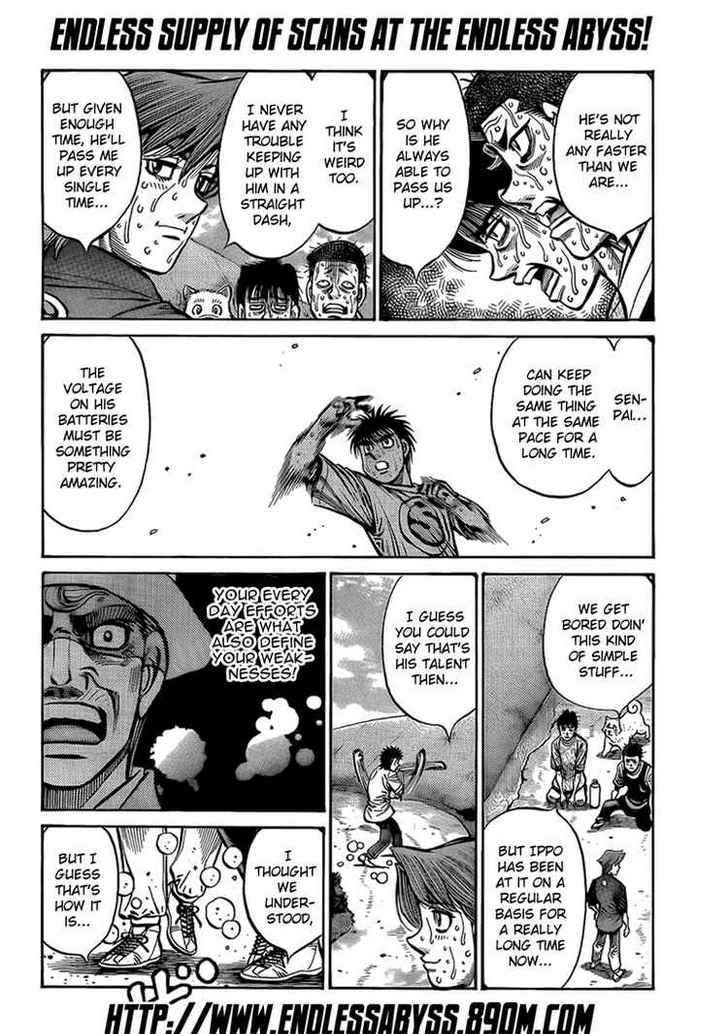 ENDLESS SUPPLY OF SCANS AT THE ENDLESS ABYSS!
HE'S NOT
REALLY
ANY FASTER
THAN WE
ARE...
SO WHY IS
HE ALWAYS
ABLE TO
PASS US
UP...?
I
THINK
IT'S
WEIRD
TOO.
I NEVER
HAVE ANY
TROUBLE
KEEPING
UP WITH
HIM IN A
STRAIGHT
DASH,
BUT GIVEN
ENOUGH
TIME, HE'LL
PASS ME
UP EVERY
SINGLE
TIME...
SEN-
PAI...
CAN KEEP
DOING THE
SAME THING
AT THE SAME
PACE FOR A
LONG TIME.
THE
VOLTAGE
ON HIS
BATTERIES
MUST BE
SOMETHING
PRETTY
AMAZING.
WE GET
BORED DOIN'
THIS KIND
OF SIMPLE
STUFF...
BUT IPPO
HAS BEEN
AT IT ON A
REGULAR
BASIS FOR
A REALLY
LONG TIME
NOW...
I GUESS
YOU COULD
SAY THAT'S
HIS TALENT
THEN...
YOUR EVERY
DAY EFFORTS
ARE WHAT
ALSO DEFINE
YOUR WEAK-
NESSES!
I
THOUGHT
WE
UNDER-
STOOD,
BUT I
GUESS
THAT'S
HOW IT
IS...
HTTP://WWW.ENDLESSABYSS.890M.COM